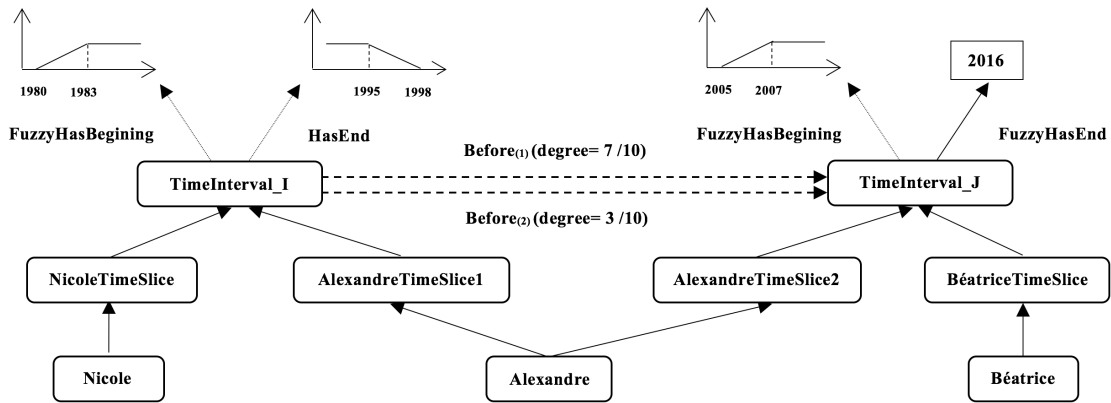 1980 1983
1995 1998
2005 2007
2016
FuzzyHasBegining
HasEnd
FuzzyHasBegining
FuzzyHasEnd
Before(1) (degree= 7 /10)
TimeInterval_I
TimeInterval_J
Before(2) (degree= 3 /10)
NicoleTimeSlice
AlexandreTimeSlice1
AlexandreTimeSlice2
BéatriceTimeSlice
Nicole
Alexandre
Béatrice